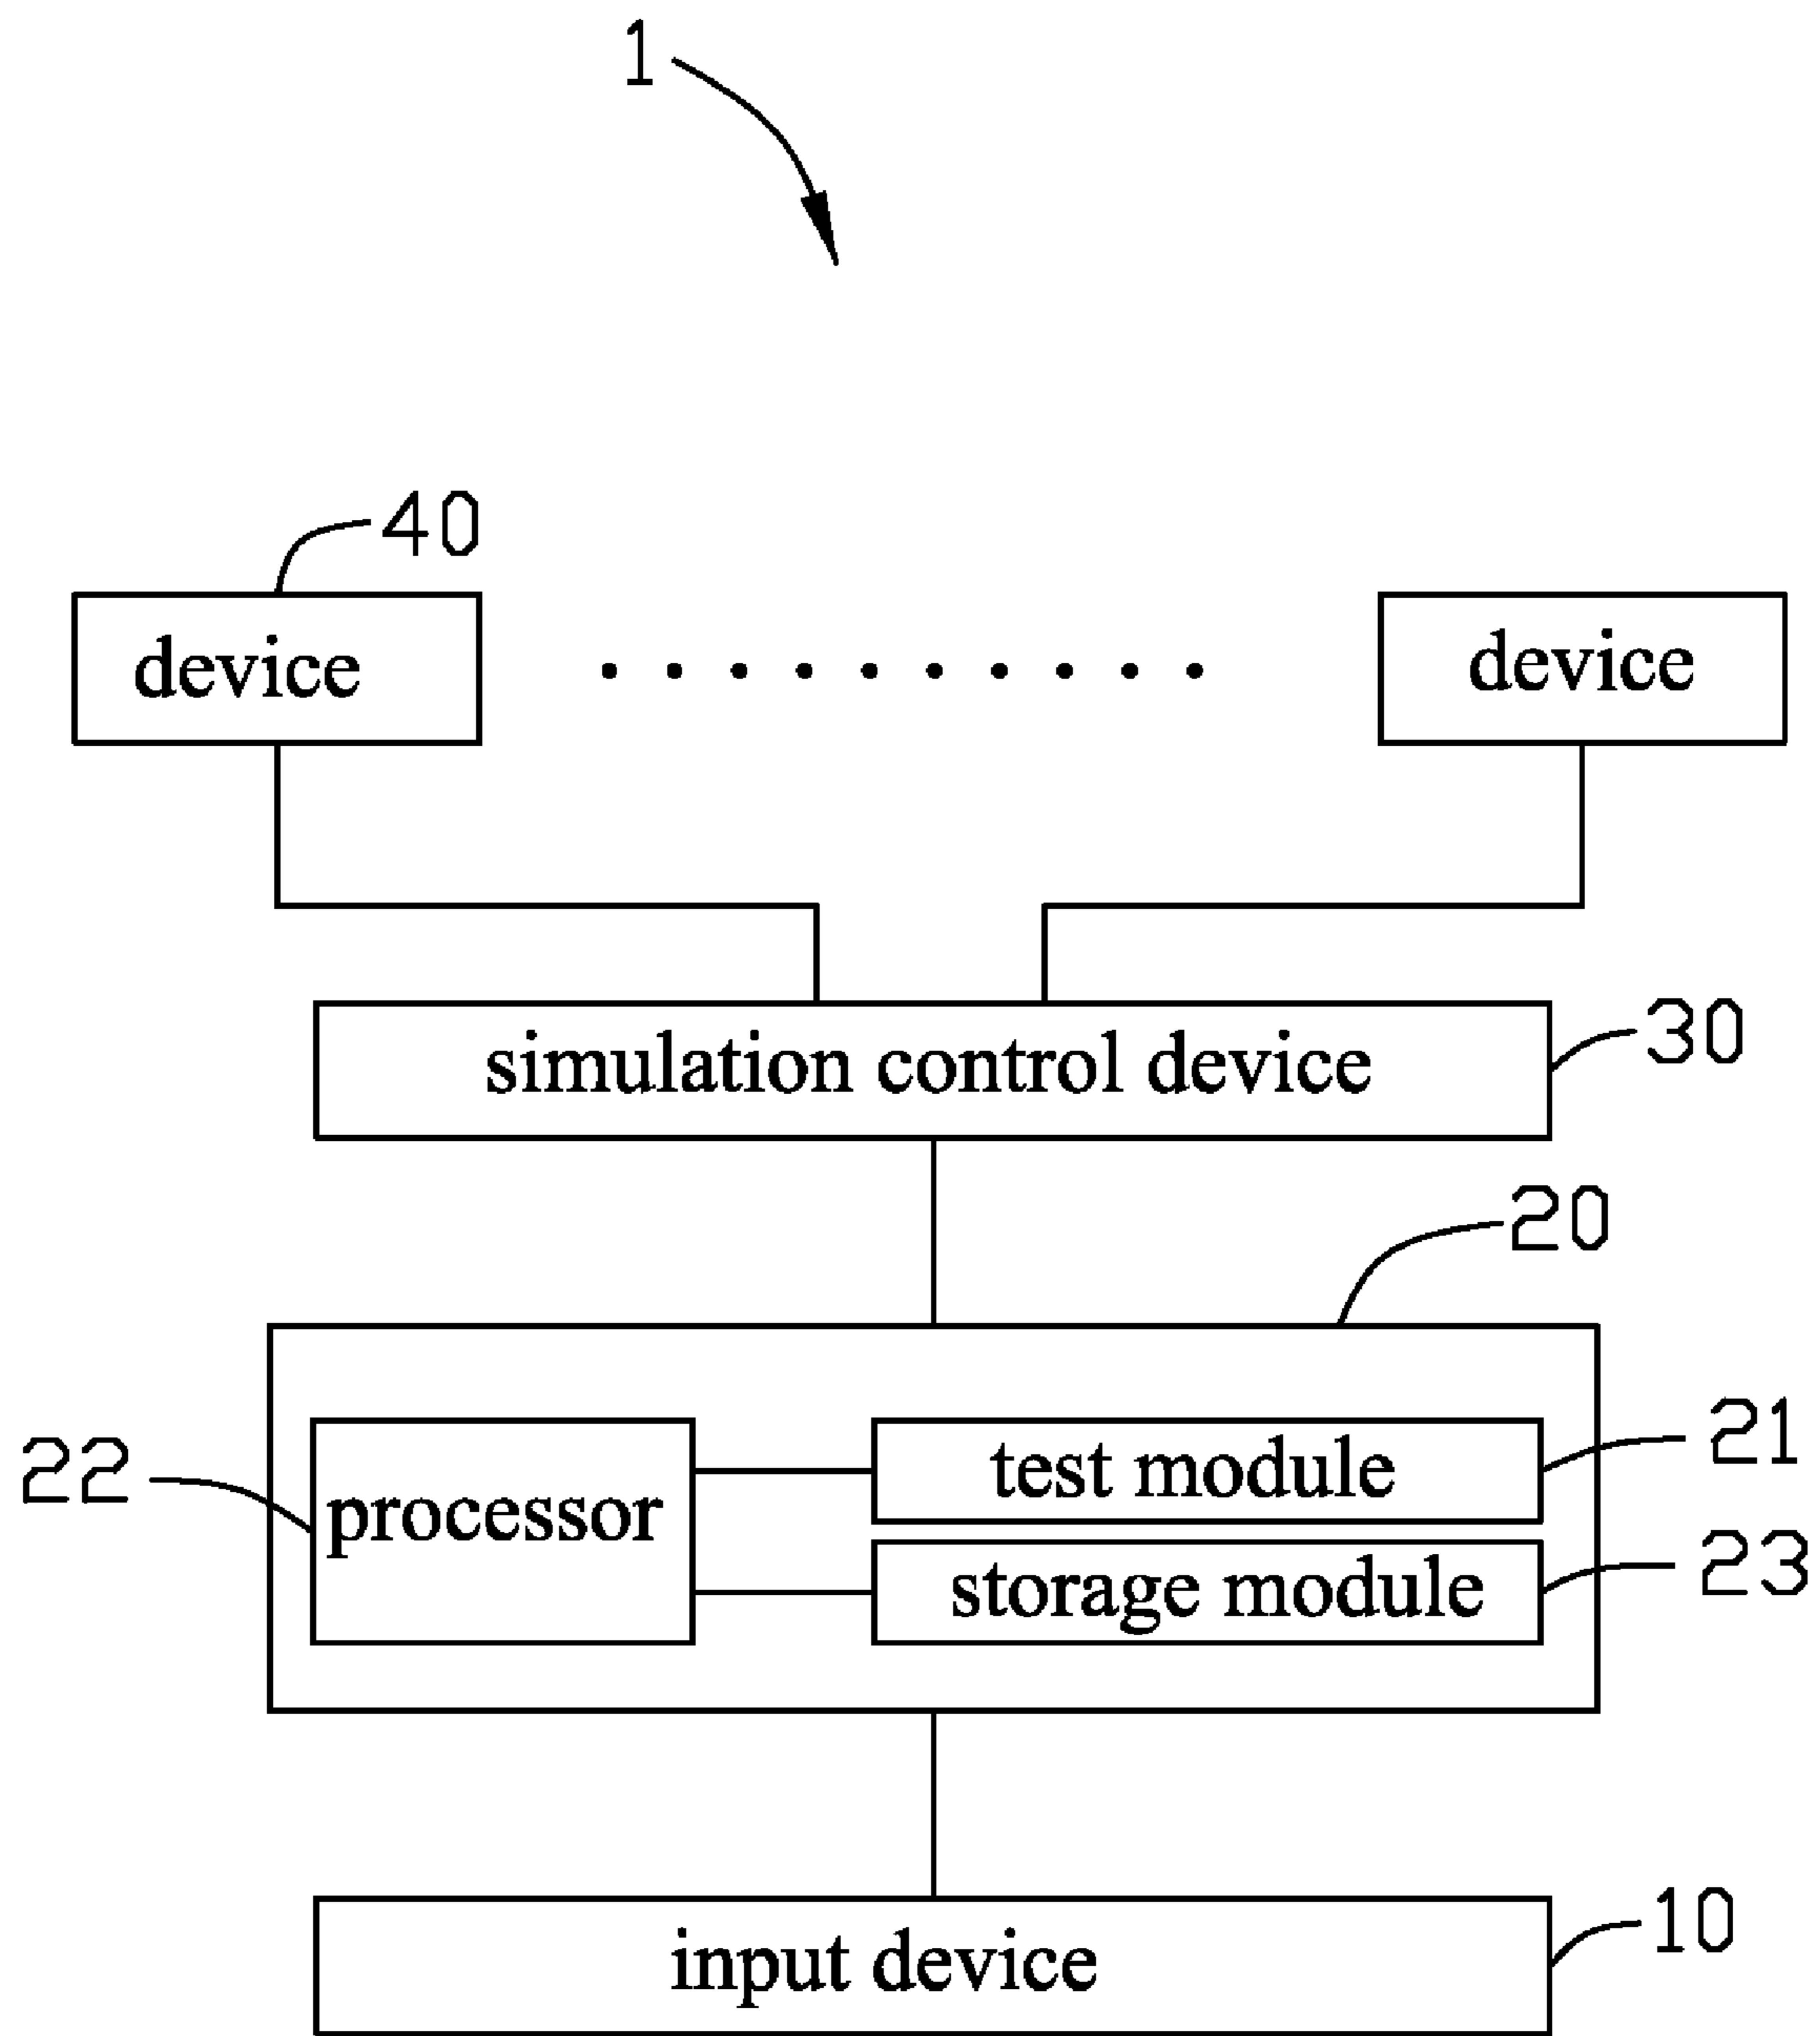 1
40
device .......... device
simulation control device
30
20
22
processor
test module
21
storage module
23
input device
10